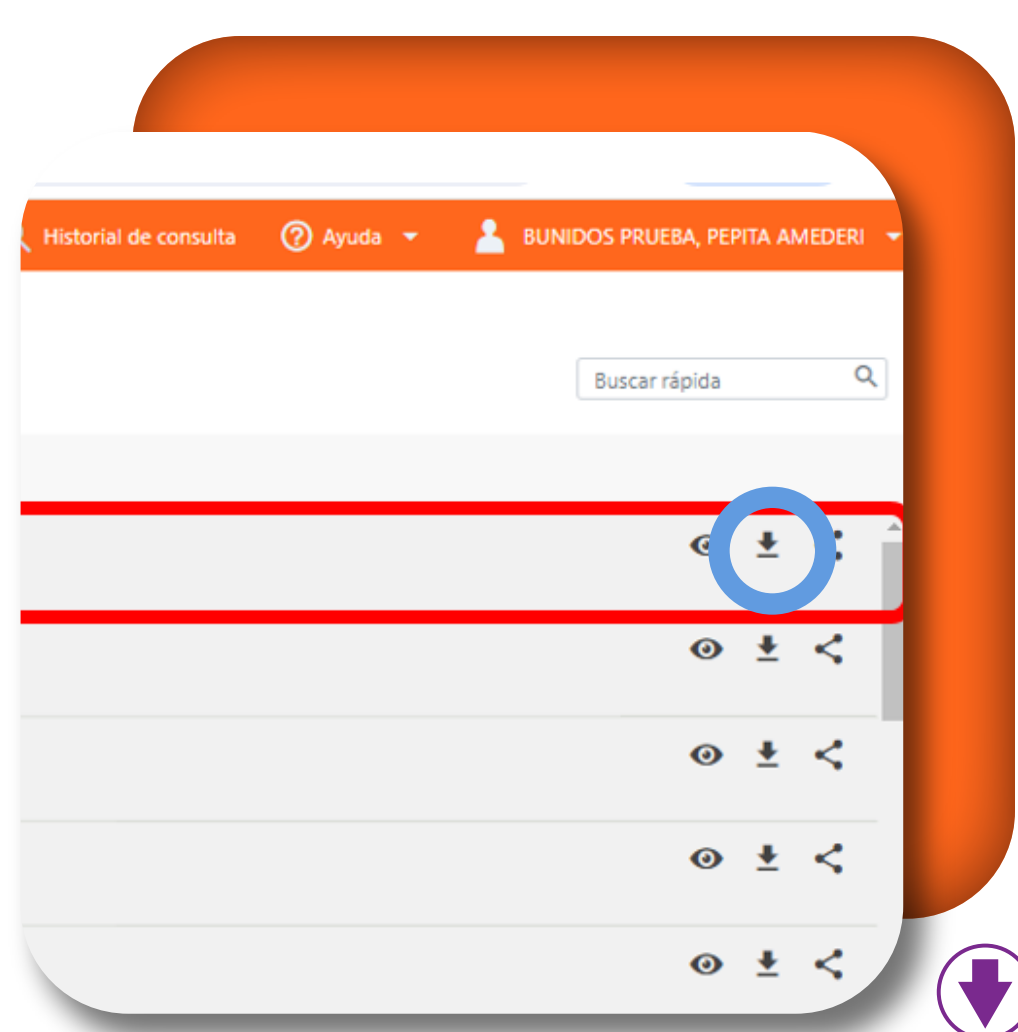 Historial de consulta
Ayuda
BUNIDOS PRUEBA, PEPITA AMEDERI
Buscar rápida